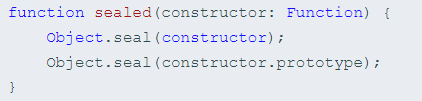 function sealed(constructor: Function) {
    Object.seal(constructor);
    Object.seal(constructor.prototype);
}